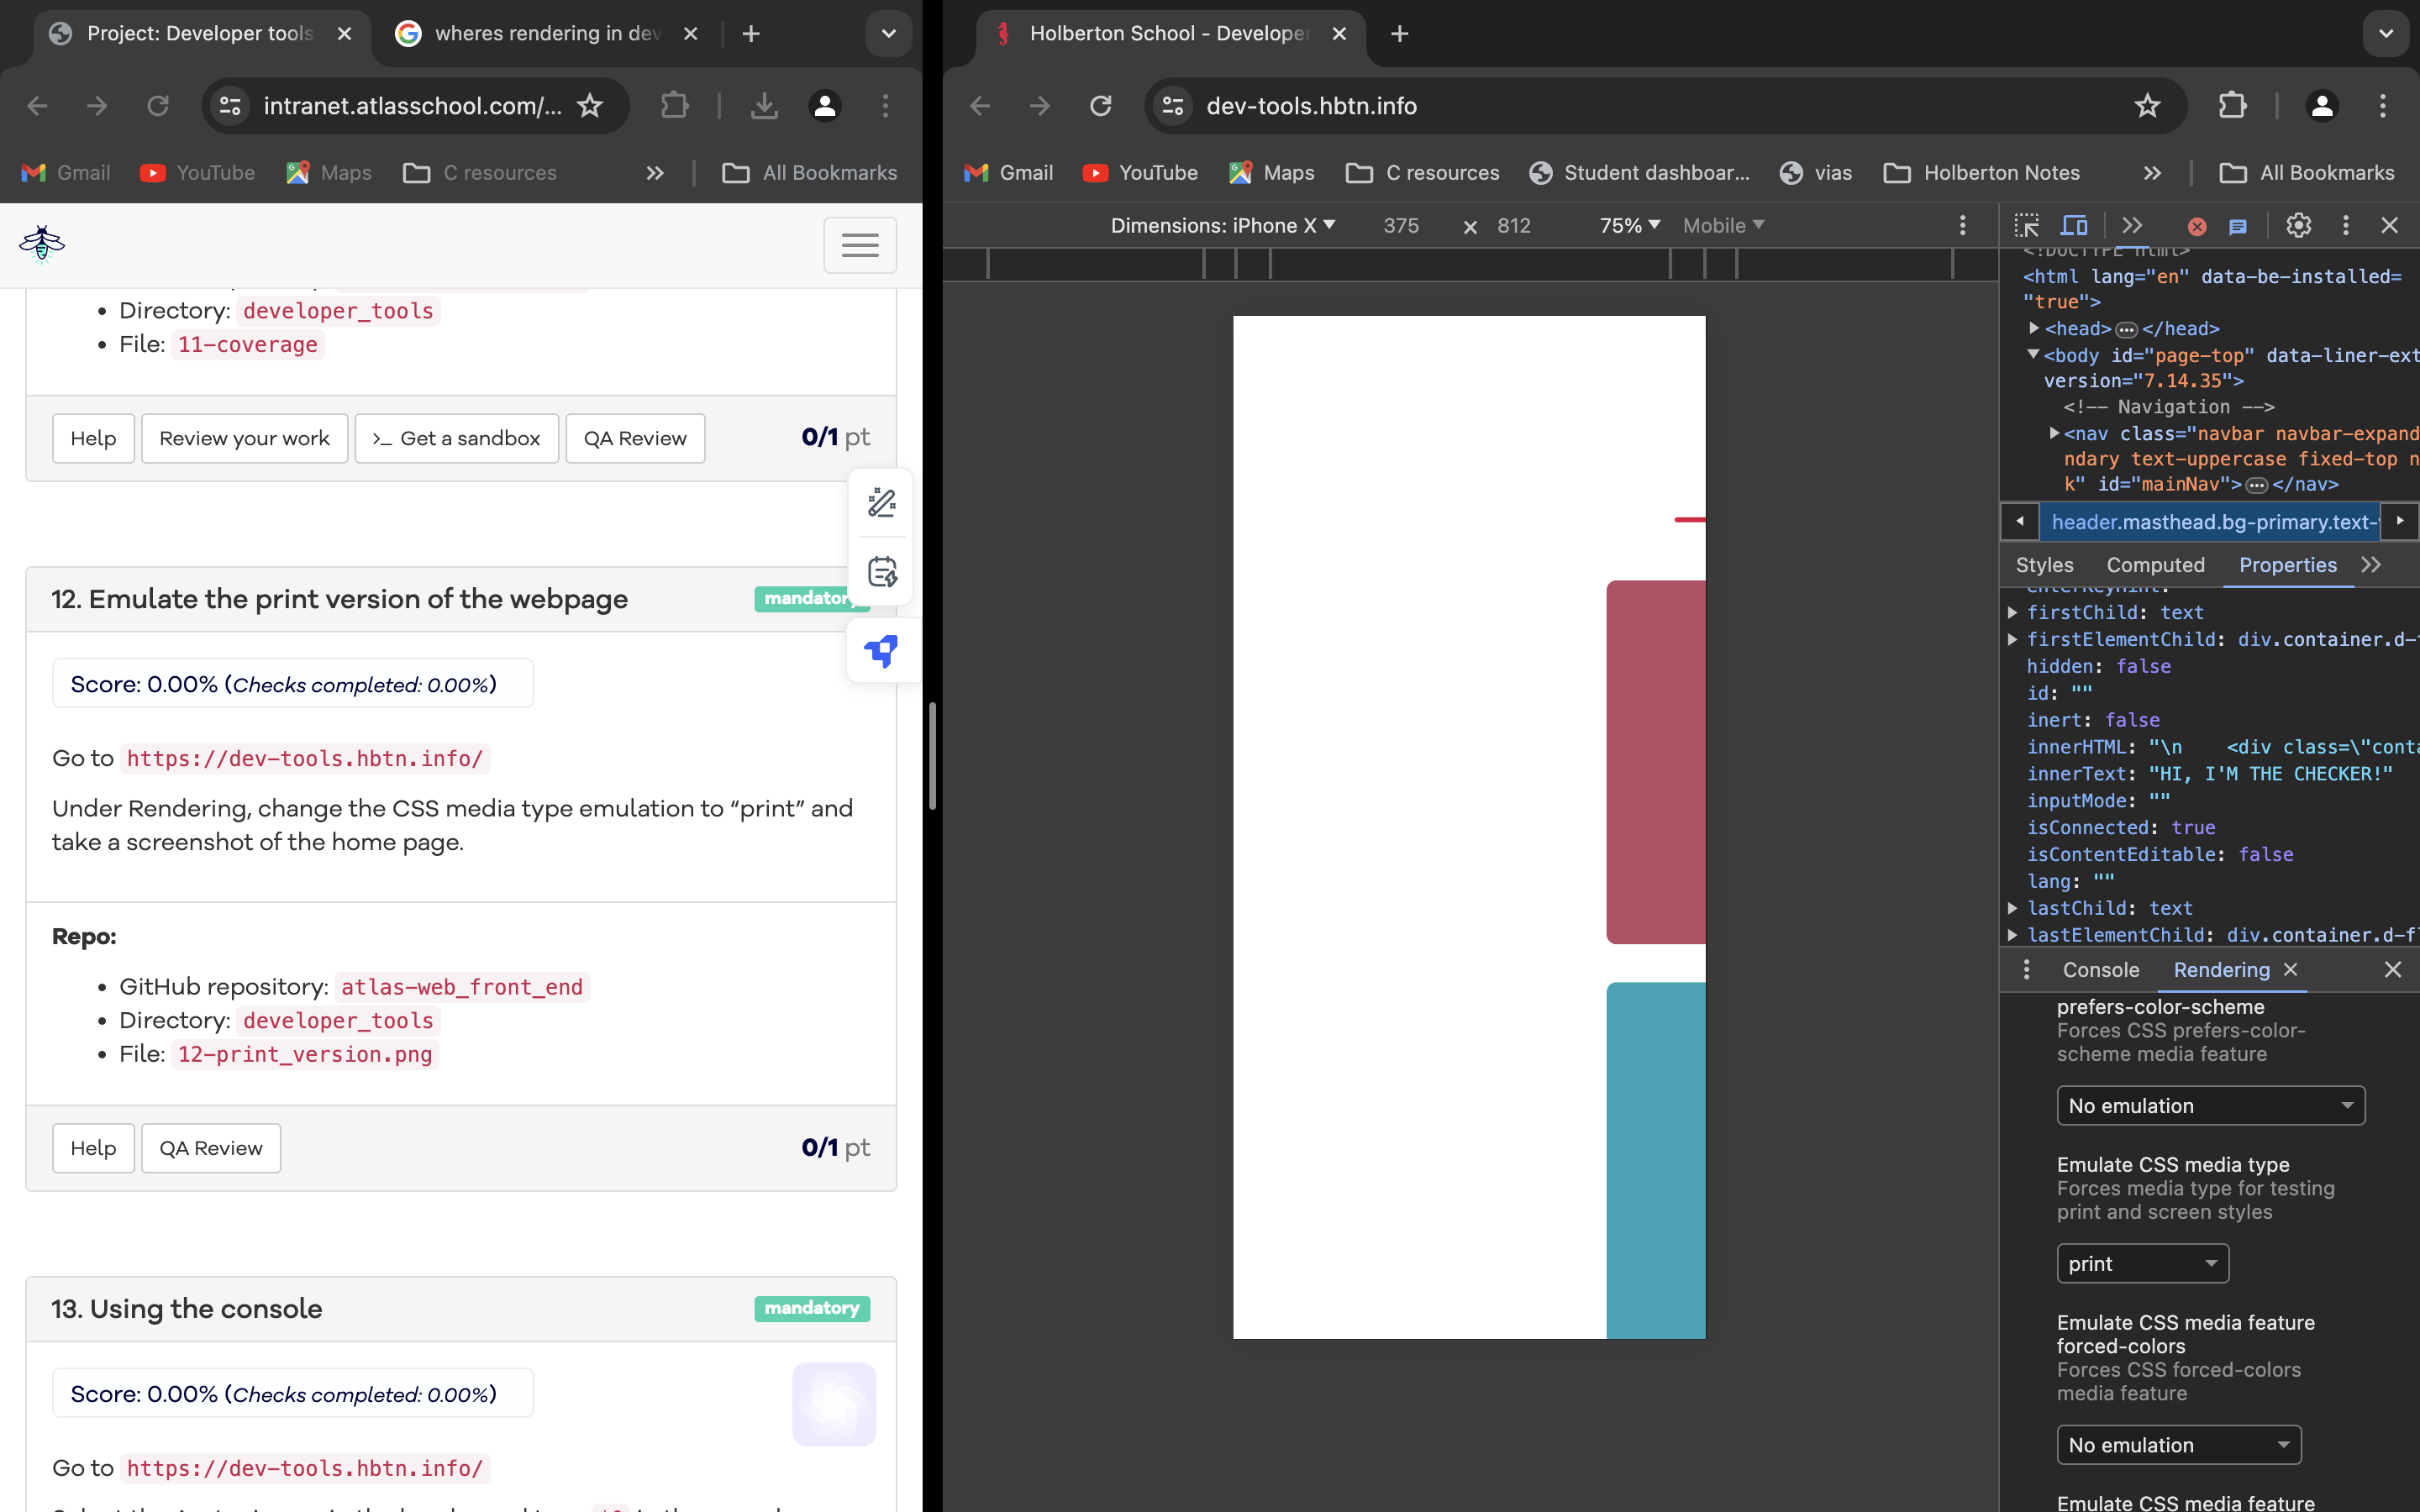 Project: Developer tools
wheres rendering in dev
intranet.atlasschool.com/...
Gmail
YouTube
Maps
C resources
All Bookmarks
Directory: developer_tools
File: 11-coverage
Help
Review your work
>_ Get a sandbox
QA Review
0/1 pt
12. Emulate the print version of the webpage
mandatory
Score: 0.00% (Checks completed: 0.00%)
Go to https://dev-tools.hbtn.info/
Under Rendering, change the CSS media type emulation to “print” and
take a screenshot of the home page.
Repo:
GitHub repository: atlas-web_front_end
Directory: developer_tools
File: 12-print_version.png
Help
QA Review
0/1 pt
13. Using the console
mandatory
Score: 0.00% (Checks completed: 0.00%)
Go to https://dev-tools.hbtn.info/
Holberton School - Developer
dev-tools.hbtn.info
Gmail
YouTube
Maps
C resources
Student dashboar...
vias
Holberton Notes
All Bookmarks
Dimensions: iPhone X
375
×
812
75%
Mobile
<!DOCTYPE html>
<html lang="en" data-be-installed=
"true">
<head>…</head>
<body id="page-top" data-liner-ext
version="7.14.35">
<!-- Navigation -->
<nav class="navbar navbar-expand
ndary text-uppercase fixed-top n
k" id="mainNav">…</nav>
header.masthead.bg-primary.text-
Styles
Computed
Properties
enterKeyHint:
firstChild: text
firstElementChild: div.container.d-
hidden: false
id: ""
inert: false
innerHTML: "\n    <div class=\"conta
innerText: "HI, I'M THE CHECKER!"
inputMode: ""
isConnected: true
isContentEditable: false
lang: ""
lastChild: text
lastElementChild: div.container.d-fl
Console
Rendering
prefers-color-scheme
Forces CSS prefers-color-
scheme media feature
No emulation
Emulate CSS media type
Forces media type for testing
print and screen styles
print
Emulate CSS media feature
forced-colors
Forces CSS forced-colors
media feature
No emulation
Emulate CSS media feature